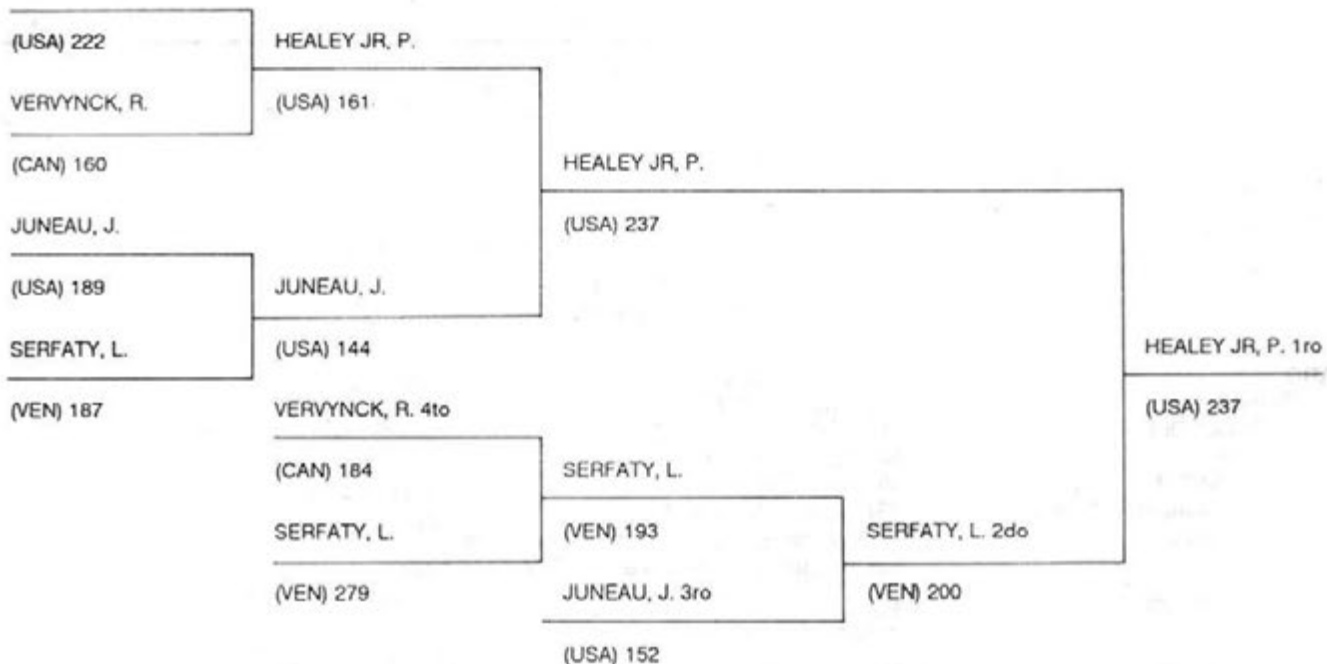 (USA) 222
VERVYNCK, R.
(CAN) 160
JUNEAU, J.
(USA) 189
SERFATY, L.
(VEN) 187
HEALEY JR, P.
(USA) 161
JUNEAU, J.
(USA) 144
VERVYNCK, R. 4to
(CAN) 184
SERFATY, L.
(VEN) 279
HEALEY JR, P.
(USA) 237
SERFATY, L.
(VEN) 193
JUNEAU, J. 3ro
(USA) 152
SERFATY, L. 2do
(VEN) 200
HEALEY JR, P. 1ro
(USA) 237